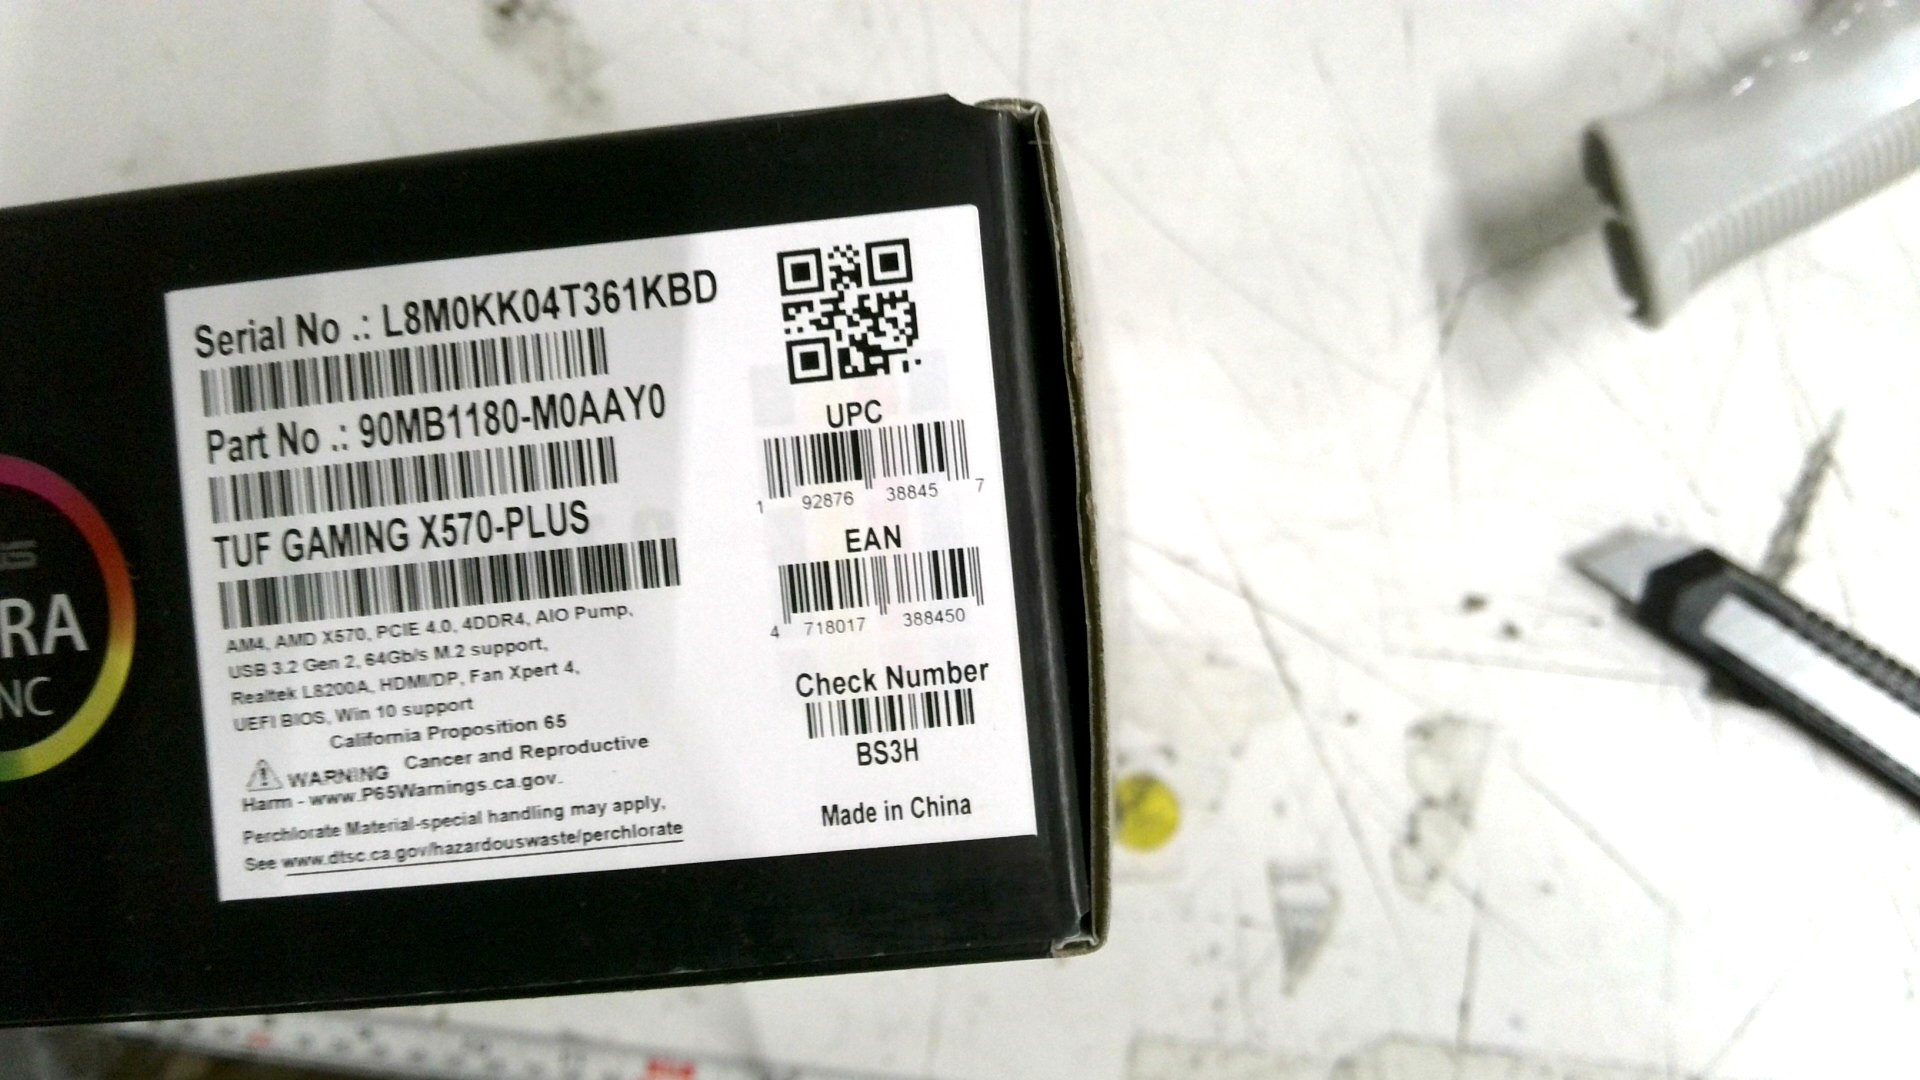 Serial No .: L8M0KK04T361KBD
Part No .: 90MB1180-M0AAY0
TUF GAMING X570-PLUS
AM4, AMD X570, PCIE 4.0, 4DDR4, AIO Pump,
USB 3.2 Gen 2, 64Gb/s M.2 support,
Realtek L8200A, HDMI/DP, Fan Xpert 4,
UEFI BIOS, Win 10 support
California Proposition 65
WARNING Cancer and Reproductive
Harm - www.P65Warnings.ca.gov.
Perchlorate Material-special handling may apply,
See www.dtsc.ca.gov/hazardouswaste/perchlorate
UPC
1 92876 38845 7
EAN
4 718017 388450
Check Number
BS3H
Made in China
RA
NC